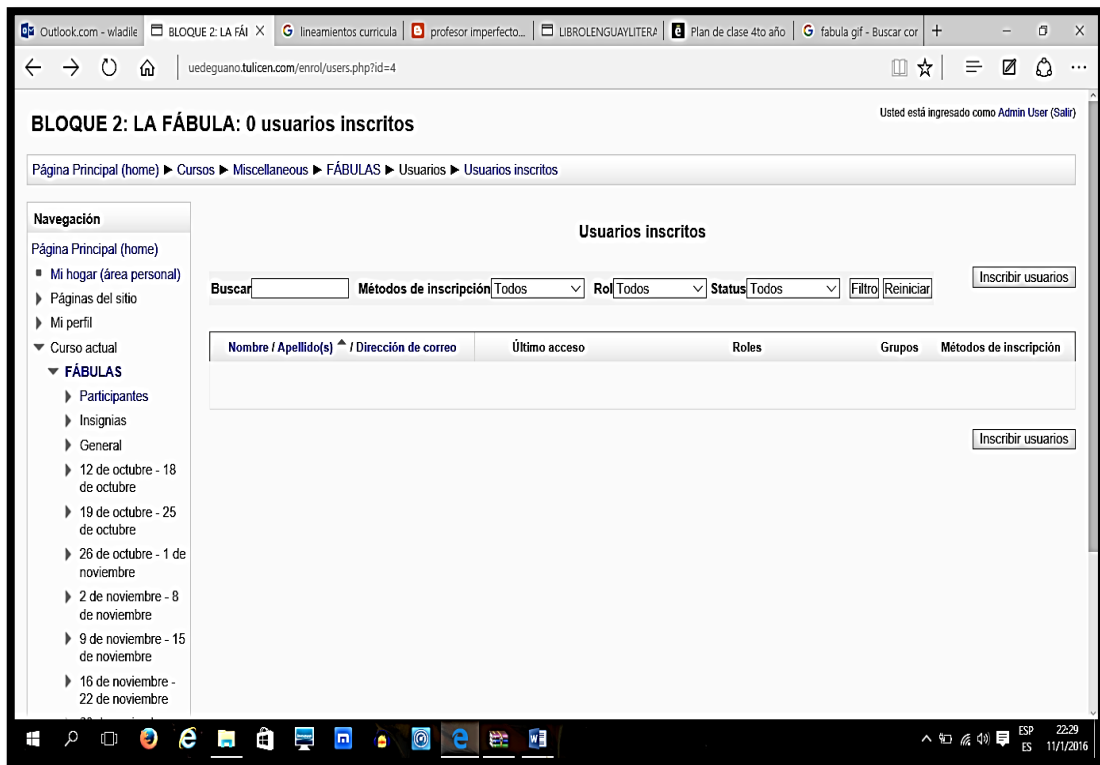 Outlook.com - wladile
BLOQUE 2: LA FÁI
lineamientos curricula
profesor imperfecto...
LIBROLENGUAYLITERA
Plan de clase 4to año
fabula gif - Buscar cor
uedeguano.tulicen.com/enrol/users.php?id=4
Usted está ingresado como Admin User (Salir)
BLOQUE 2: LA FÁBULA: 0 usuarios inscritos
Página Principal (home) ► Cursos ► Miscellaneous ► FÁBULAS ► Usuarios ► Usuarios inscritos
Navegación
Página Principal (home)
Mi hogar (área personal)
Páginas del sitio
Mi perfil
Curso actual
FÁBULAS
Participantes
Insignias
General
12 de octubre - 18
de octubre
19 de octubre - 25
de octubre
26 de octubre - 1 de
noviembre
2 de noviembre - 8
de noviembre
9 de noviembre - 15
de noviembre
16 de noviembre -
22 de noviembre
Usuarios inscritos
Inscribir usuarios
Buscar Métodos de inscripción Todos Rol Todos Status Todos Filtro Reiniciar
Nombre / Apellido(s) / Dirección de correo Último acceso Roles Grupos Métodos de inscripción
Inscribir usuarios
ESP 22:29
ES 11/1/2016